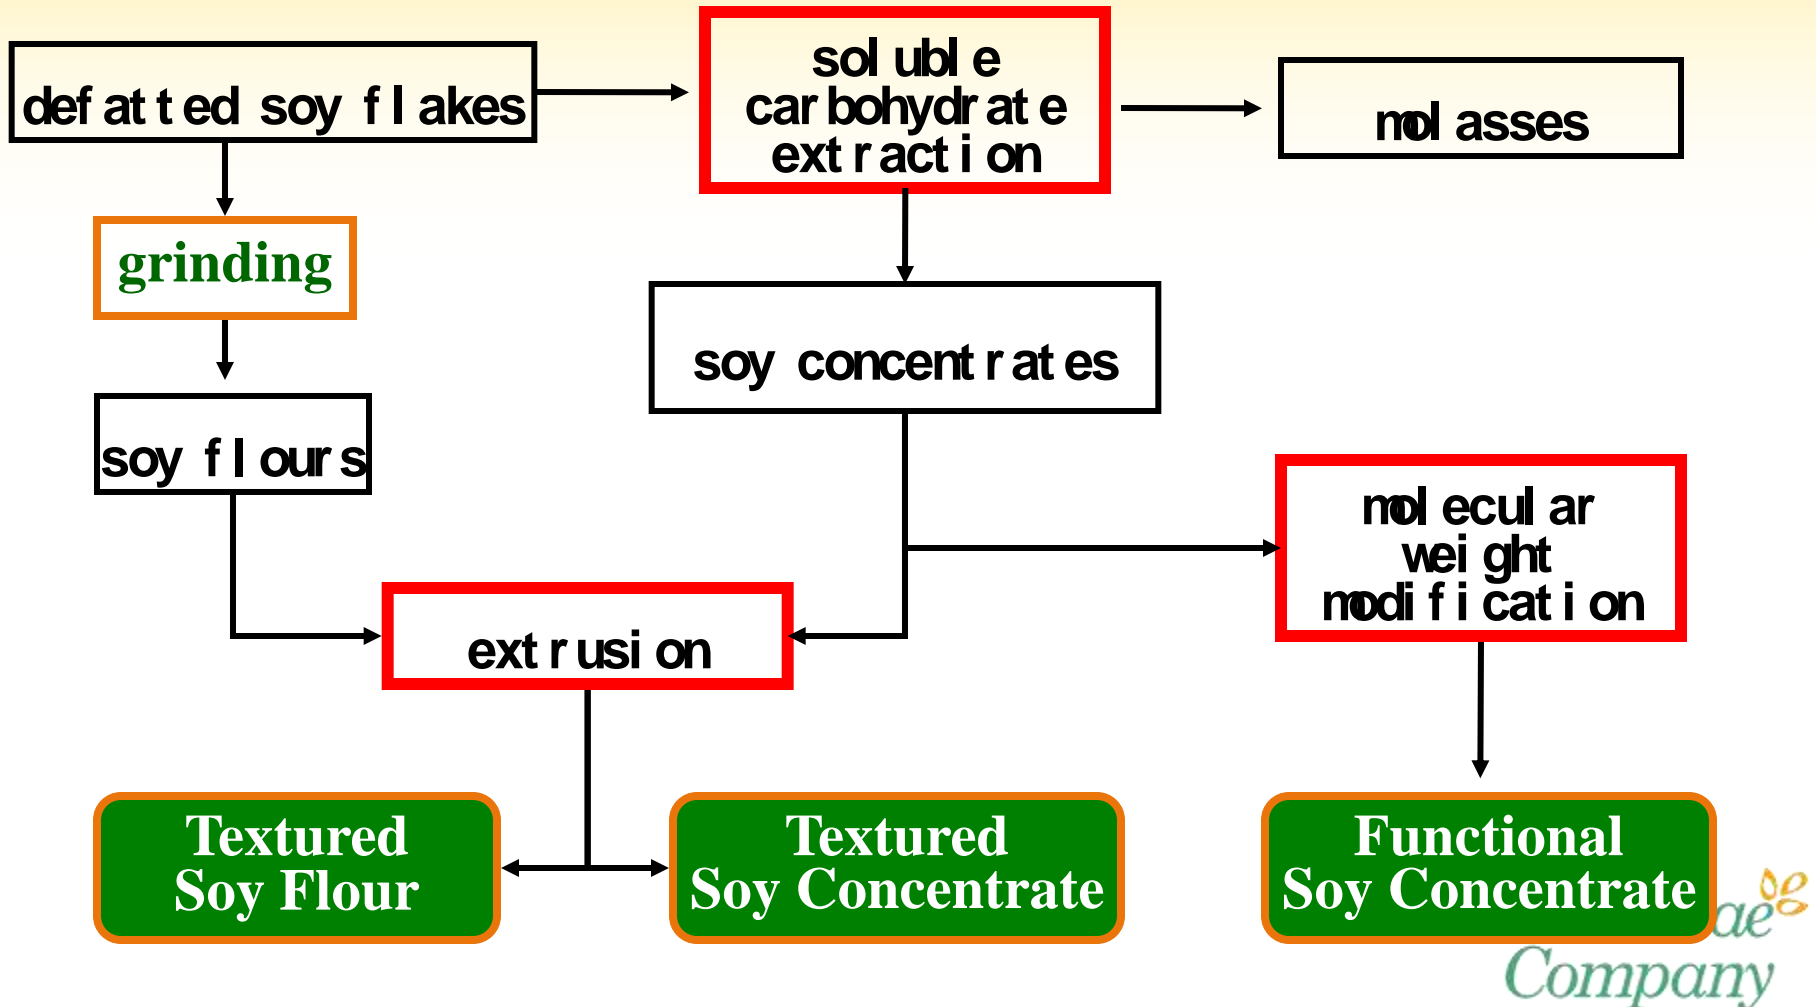 defatted soy flakes
soluble
carbohydrate
extraction
molasses
grinding
soy concentrates
soy flours
molecular
weight
modification
extrusion
Textured
Soy Flour
Textured
Soy Concentrate
Functional
Soy Concentrate
Company